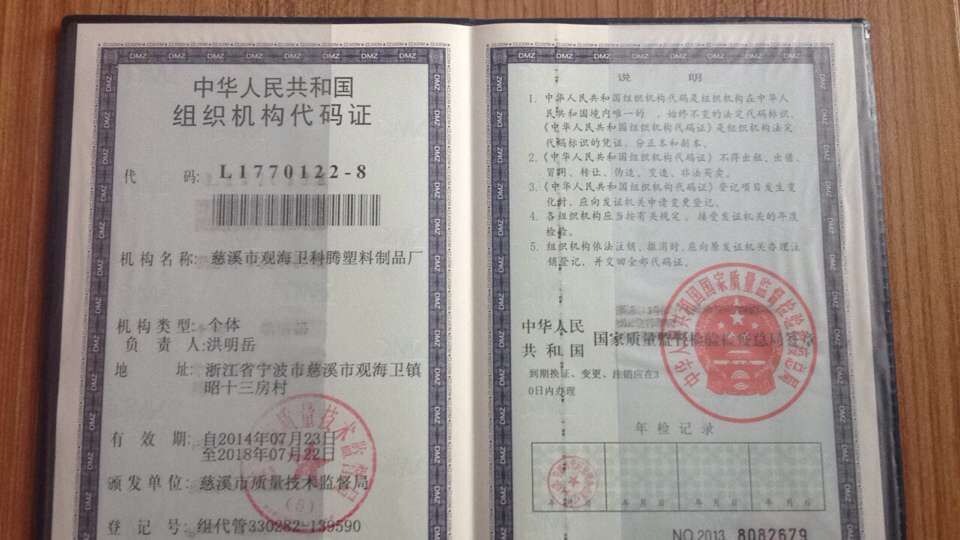 中华人民共和国
组织机构代码证
代 码: L1770122-8
机构名称: 慈溪市观海卫科腾塑料制品厂
机构类型: 个体
负 责 人: 洪明岳
地 址: 浙江省宁波市慈溪市观海卫镇
昭十三房村
有 效 期: 自2014年07月23日
至2018年07月22日
颁发单位: 慈溪市质量技术监督局
登 记 号: 组代管330282-139590
说 明
1. 中华人民共和国组织机构代码是组织机构在中华人
民共和国境内唯一的、始终不变的法定代码标识，
《中华人民共和国组织机构代码证》是组织机构法定
代码标识的凭证，分正本和副本。
2.《中华人民共和国组织机构代码证》不得出租、出借、
冒用、转让、伪造、变造、非法买卖。
3.《中华人民共和国组织机构代码证》登记项目发生变
化时，应向发证机关申请变更登记。
4. 各组织机构应当按有关规定，接受发证机关的年度
检验。
5. 组织机构依法注销、撤消时，应向原发证机关办理注
销登记，并交回全部代码证。
中华人民
共和国
国家质量监督检验检疫总局签章
到期换证、变更、注销应在3
0日内办理
年检记录
年 月 日 年 月 日 年 月 日 年 月 日
NO.2013 8082679